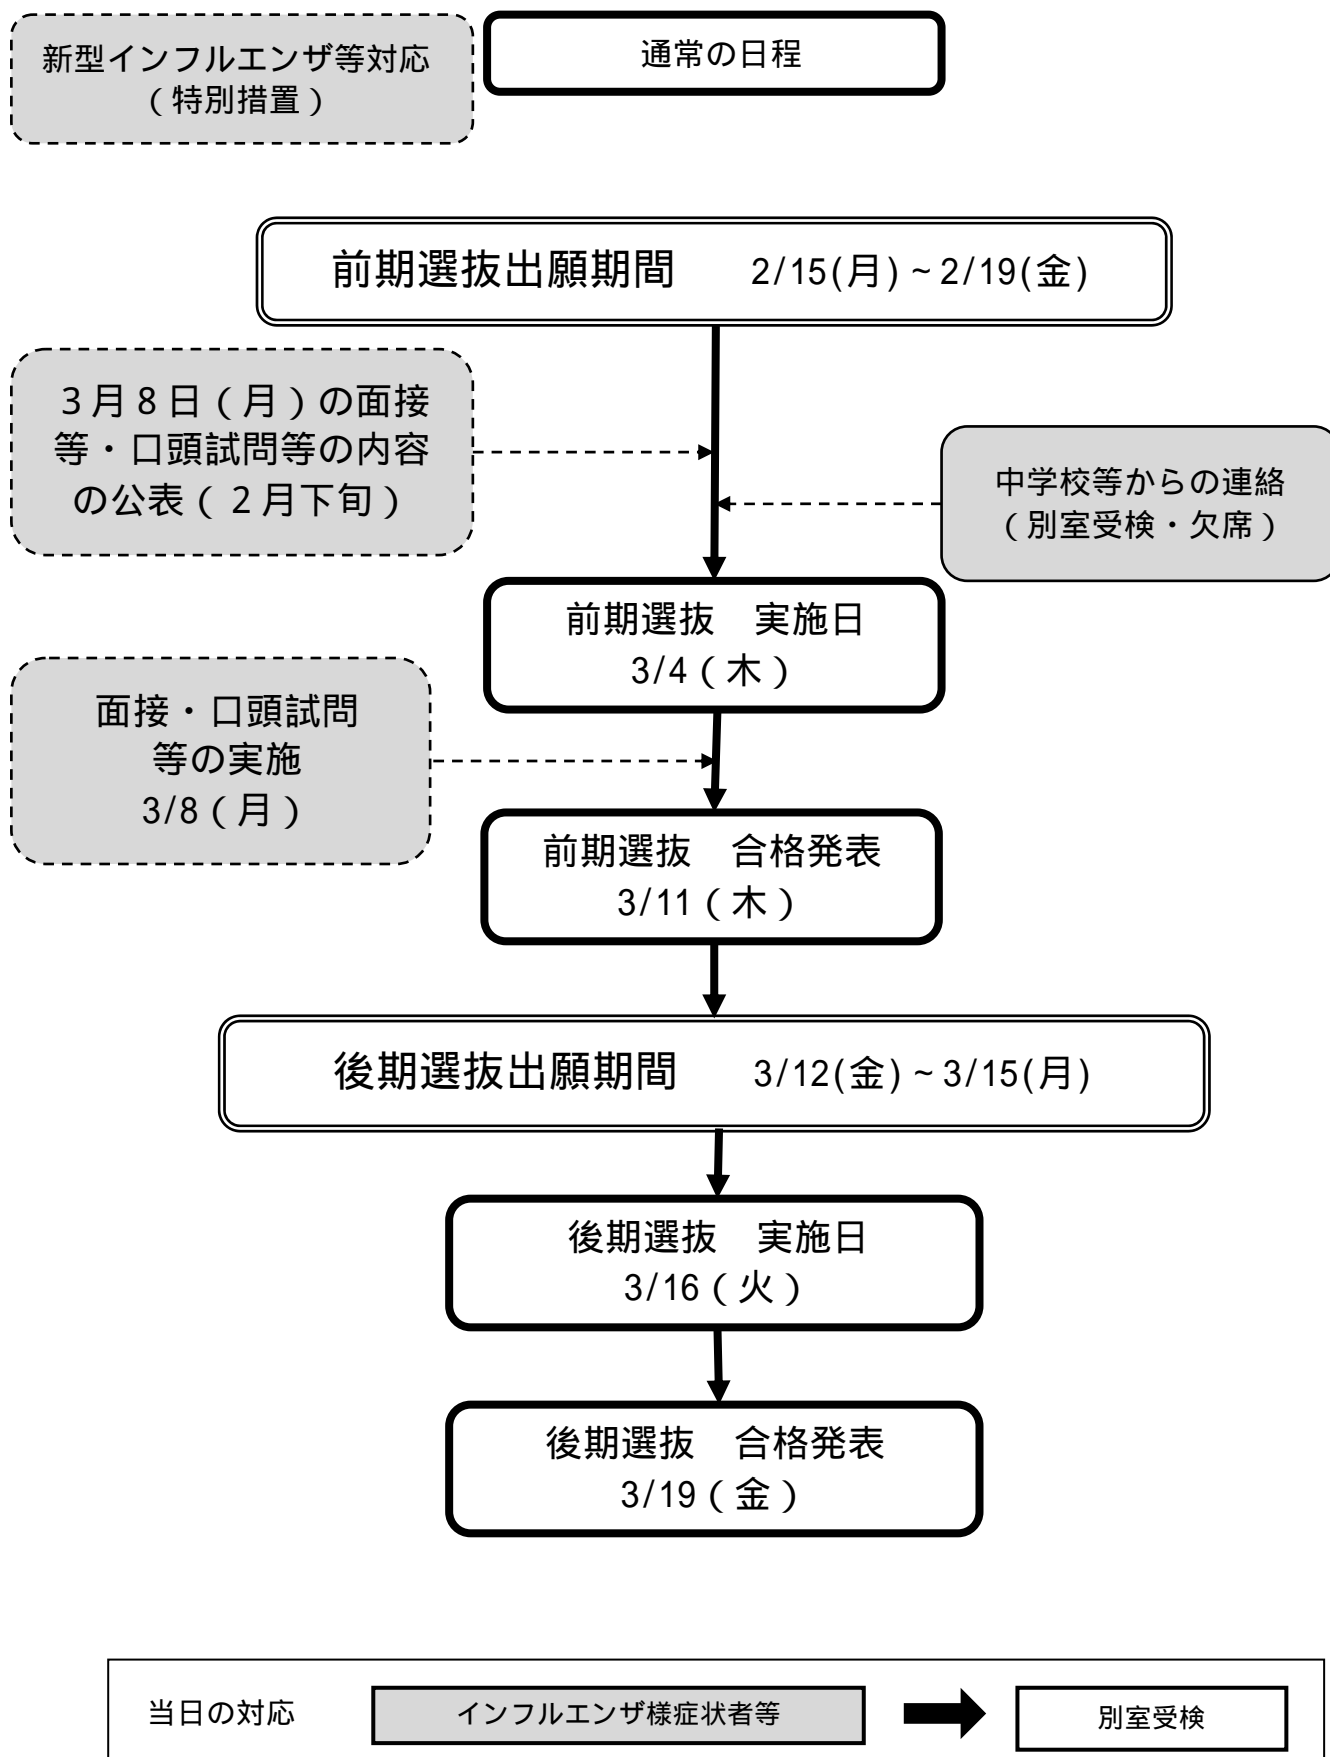 新型インフルエンザ等対応
（特別措置）
通常の日程
前期選抜出願期間　2/15(月)~2/19(金)
3月8日（月）の面接
等・口頭試問等の内容
の公表（2月下旬）
中学校等からの連絡
（別室受検・欠席）
前期選抜　実施日
3/4（木）
面接・口頭試問
等の実施
3/8（月）
前期選抜　合格発表
3/11（木）
後期選抜出願期間　3/12(金)~3/15(月)
後期選抜　実施日
3/16（火）
後期選抜　合格発表
3/19（金）
当日の対応　インフルエンザ様症状者等　別室受検